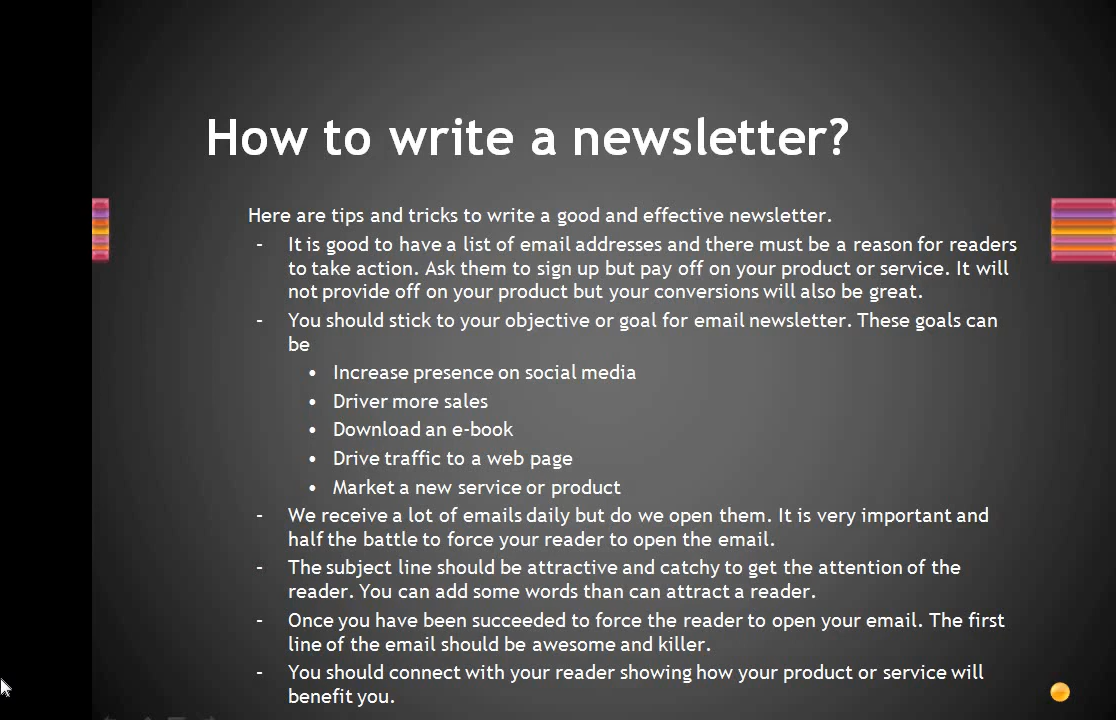 How to write a newsletter?
Here are tips and tricks to write a good and effective newsletter.
- It is good to have a list of email addresses and there must be a reason for readers
to take action. Ask them to sign up but pay off on your product or service. It will
not provide off on your product but your conversions will also be great.
- You should stick to your objective or goal for email newsletter. These goals can
be
• Increase presence on social media
• Driver more sales
• Download an e-book
• Drive traffic to a web page
• Market a new service or product
- We receive a lot of emails daily but do we open them. It is very important and
half the battle to force your reader to open the email.
- The subject line should be attractive and catchy to get the attention of the
reader. You can add some words than can attract a reader.
- Once you have been succeeded to force the reader to open your email. The first
line of the email should be awesome and killer.
- You should connect with your reader showing how your product or service will
benefit you.